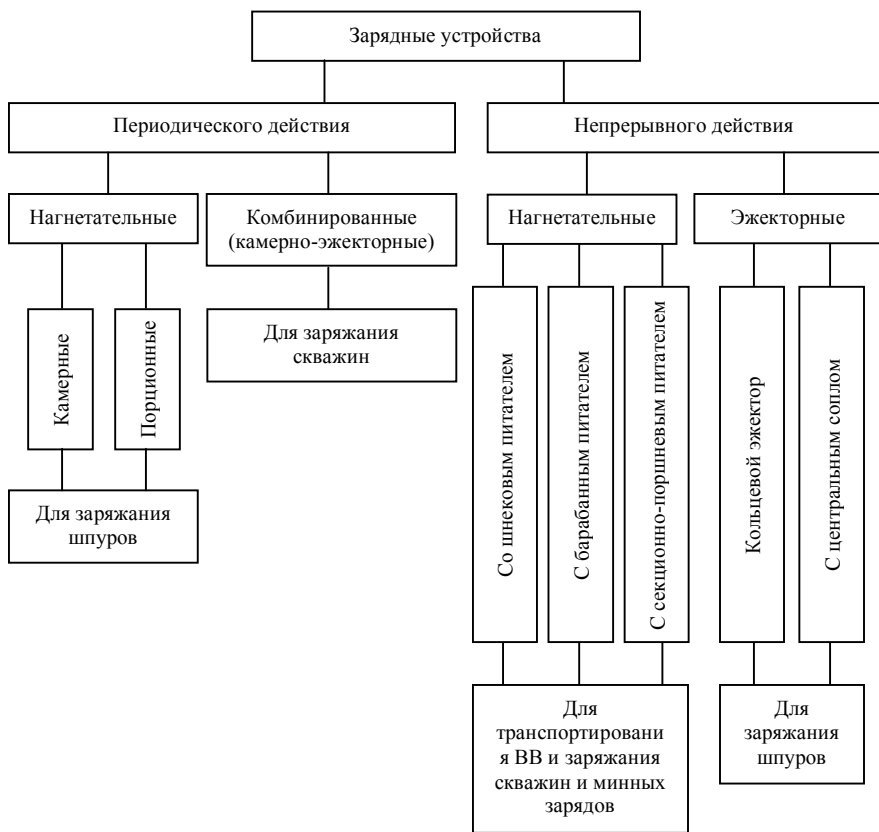 Зарядные устройства
Периодического действия
Непрерывного действия
Нагнетательные
Комбинированные
(камерно-эжекторные)
Нагнетательные
Эжекторные
Камерные
Порционные
Для заряжания
скважин
Для заряжания
шпуров
Со шнековым питателем
С барабанным питателем
С секционно-поршневым питателем
Кольцевой эжектор
С центральным соплом
Для
транспортировани
я ВВ и заряжания
скважин и минных
зарядов
Для
заряжания
шпуров